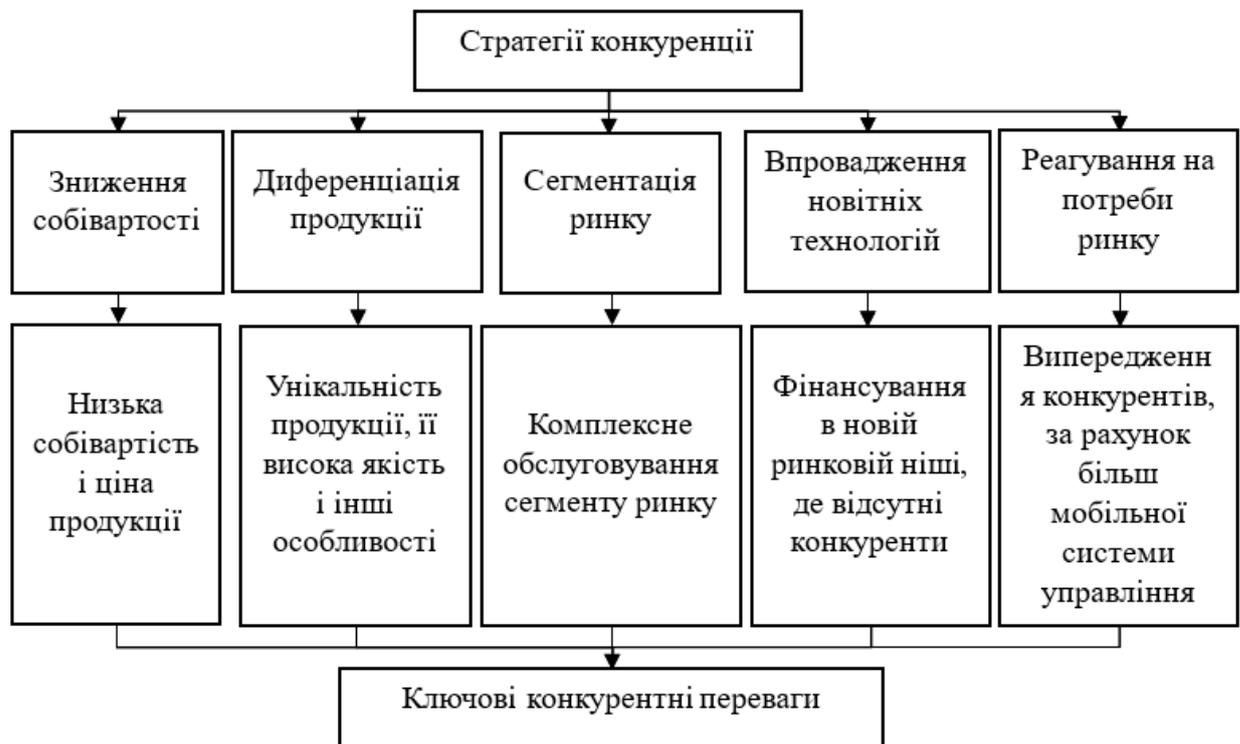 Стратегії конкуренції
Зниження
собівартості
Диференціація
продукції
Сегментація
ринку
Впровадження
новітніх
технологій
Реагування на
потреби
ринку
Низька
собівартість
і ціна
продукції
Унікальність
продукції, її
висока якість
і інші
особливості
Комплексне
обслуговування
сегменту ринку
Фінансування
в новій
ринковій ніші,
де відсутні
конкуренти
Випередженн
я конкурентів,
за рахунок
більш
мобільної
системи
управління
Ключові конкурентні переваги